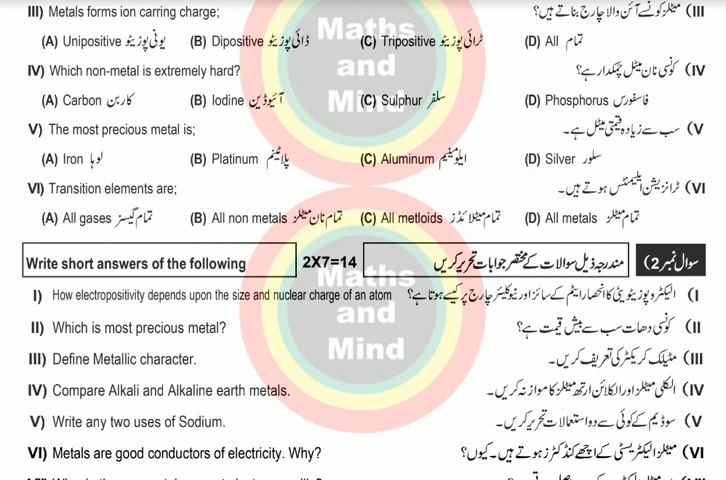 III) Metals forms ion carring charge; میٹلز کونسے آئن والا چارج بناتے ہیں؟ (III
(A) Unipositive یونی پوزیٹو (B) Dipositive ڈائی پوزیٹو (C) Tripositive ٹرائی پوزیٹو (D) All تمام
IV) Which non-metal is extremely hard? کونسی نان میٹل چمکدار ہے؟ (IV
(A) Carbon کاربن (B) Iodine آئیوڈین (C) Sulphur سلفر (D) Phosphorus فاسفورس
V) The most precious metal is; سب سے زیادہ قیمتی میٹل ہے۔ (V
(A) Iron لوہا (B) Platinum پلاٹینم (C) Aluminum ایلومینیم (D) Silver سلور
VI) Transition elements are; ٹرانزیشن ایلیمنٹس ہوتے ہیں۔ (VI
(A) All gases تمام گیسز (B) All non metals تمام نان میٹلز (C) All metloids تمام میٹلائڈز (D) All metals تمام میٹلز
Write short answers of the following 2X7=14 مندرجہ ذیل سوالات کے مختصر جوابات تحریر کریں سوال نمبر 2)
I) How electropositivity depends upon the size and nuclear charge of an atom الیکٹروپوزیٹویٹی کا انحصار ایٹم کے سائز اور نیوکلیئر چارج پر کیسے ہوتا ہے؟ (I
II) Which is most precious metal? کونسی دھات سب سے بیش قیمت ہے؟ (II
III) Define Metallic character. مٹیلک کریکٹر کی تعریف کریں۔ (III
IV) Compare Alkali and Alkaline earth metals. الکلی میٹلز اور الکلائن ارتھ میٹلز کا موازنہ کریں۔ (IV
V) Write any two uses of Sodium. سوڈیم کے کوئی سے دو استعمالات تحریر کریں۔ (V
VI) Metals are good conductors of electricity. Why? میٹلز الیکٹریسٹی کے اچھے کنڈکٹرز ہوتے ہیں۔ کیوں؟ (VI
Maths
and
Mind
Maths
and
Mind